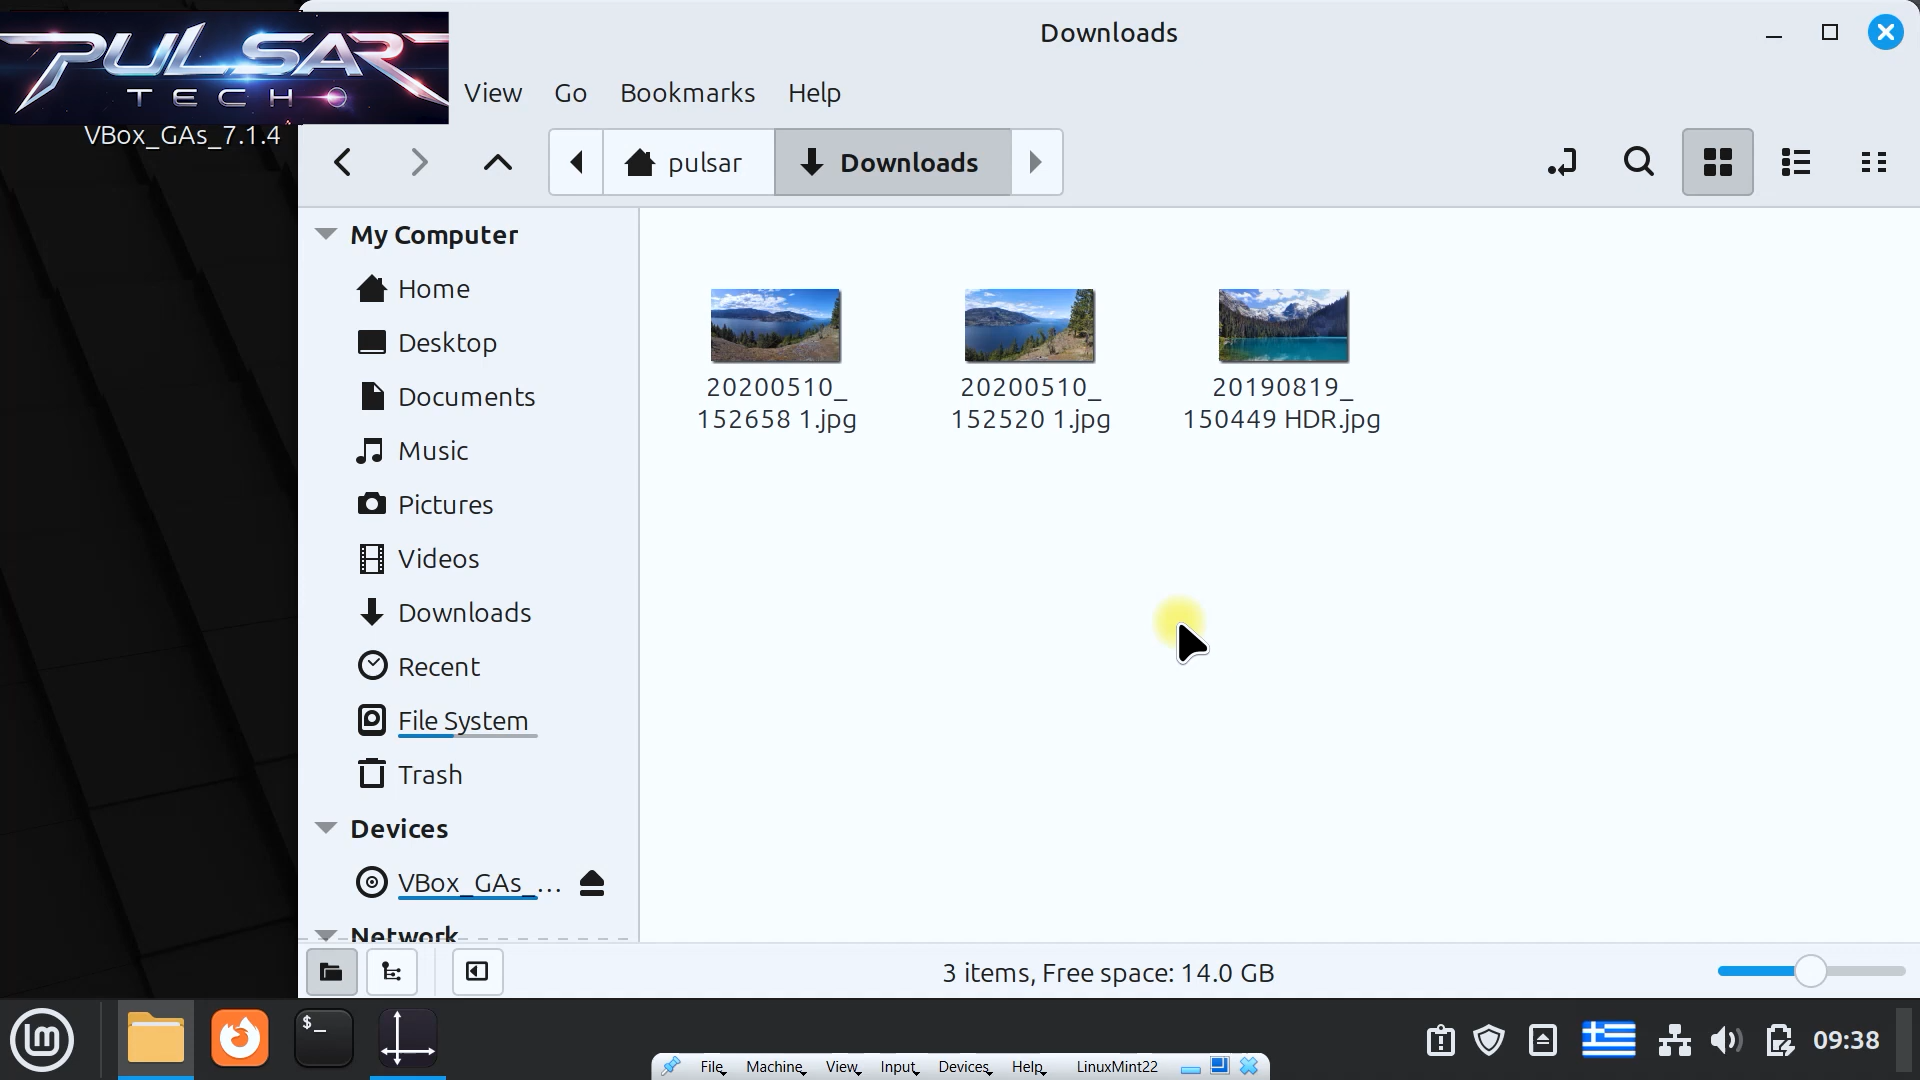 Downloads
PULSAR
TECH
View Go Bookmarks Help
VBox_GAs_7.1.4
pulsar Downloads
My Computer
Home
Desktop
Documents
Music
Pictures
Videos
Downloads
Recent
File System
Trash
Devices
VBox_GAs_...
Network
20200510_
152658 1.jpg
20200510_
152520 1.jpg
20190819_
150449 HDR.jpg
3 items, Free space: 14.0 GB
$_
09:38
File Machine View Input Devices Help LinuxMint22